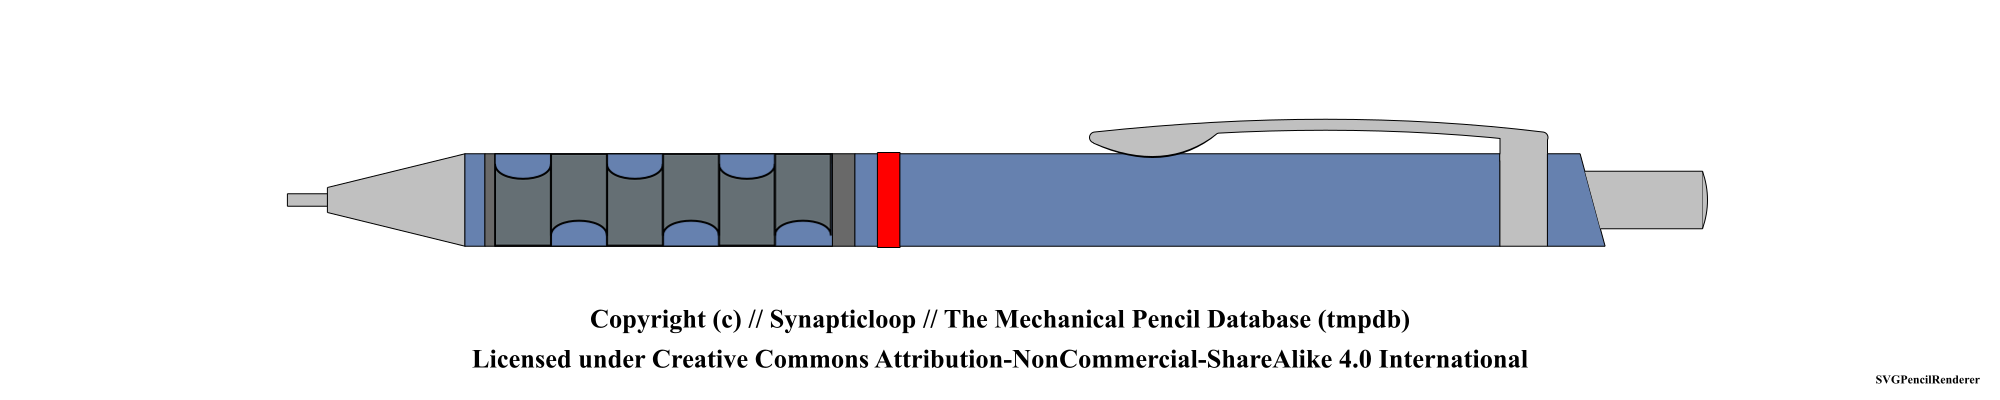 Copyright (c) // Synapticloop // The Mechanical Pencil Database (tmpdb)
Licensed under Creative Commons Attribution-NonCommercial-ShareAlike 4.0 International
SVGPencilRenderer